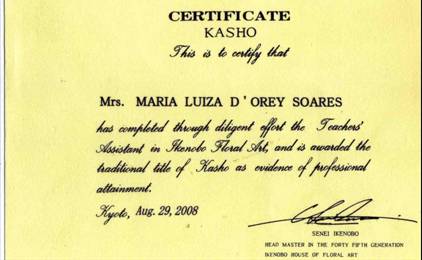 CERTIFICATE
KASHO
This is to certify that
Mrs. MARIA LUIZA D'OREY SOARES
has completed through diligent effort the Teachers'
Assistant in Ikenobo Floral Art, and is awarded the
traditional title of Kasho as evidence of professional
attainment.
Kyoto, Aug. 29, 2008
SENEI IKENOBO
HEAD MASTER IN THE FORTY FIFTH GENERATION
IKENOBO HOUSE OF FLORAL ART